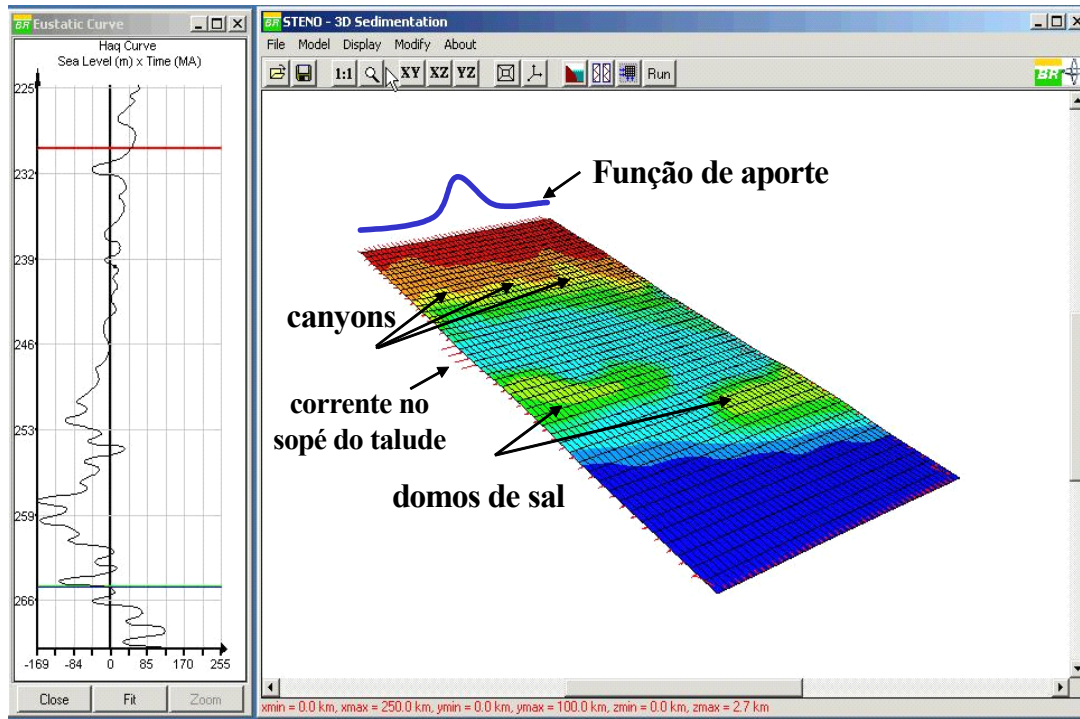 BR Eustatic Curve
Haq Curve
Sea Level (m) x Time (MA)
225
232
239
246
253
259
266
-169 -84 0 85 170 255
Close Fit Zoom
BR STENO - 3D Sedimentation
File Model Display Modify About
1:1 XY XZ YZ Run
BR
Função de aporte
canyons
corrente no
sopé do talude
domos de sal
xmin = 0.0 km, xmax = 250.0 km, ymin = 0.0 km, ymax = 100.0 km, zmin = 0.0 km, zmax = 2.7 km